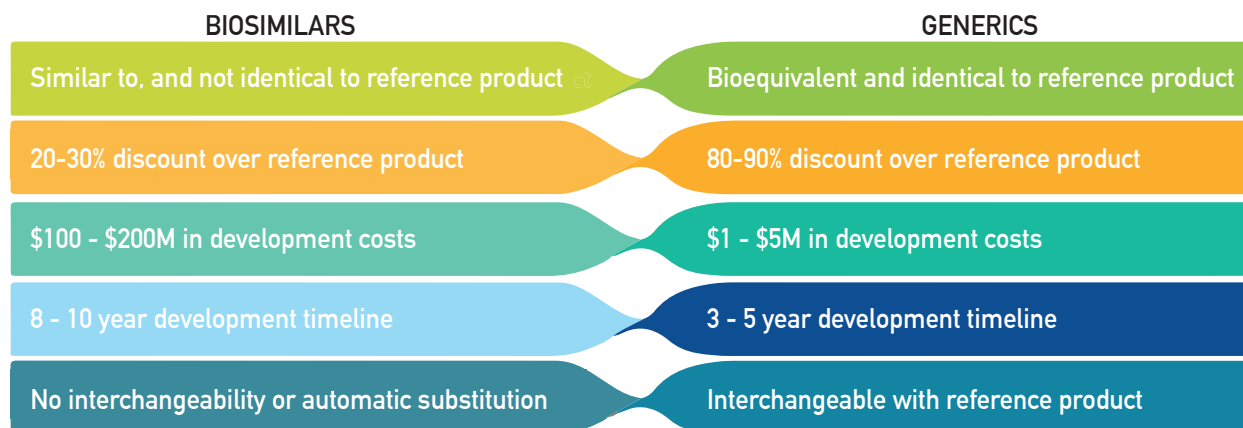 BIOSIMILARS GENERICS
Similar to, and not identical to reference product Bioequivalent and identical to reference product
20-30% discount over reference product 80-90% discount over reference product
$100 - $200M in development costs $1 - $5M in development costs
8 - 10 year development timeline 3 - 5 year development timeline
No interchangeability or automatic substitution Interchangeable with reference product